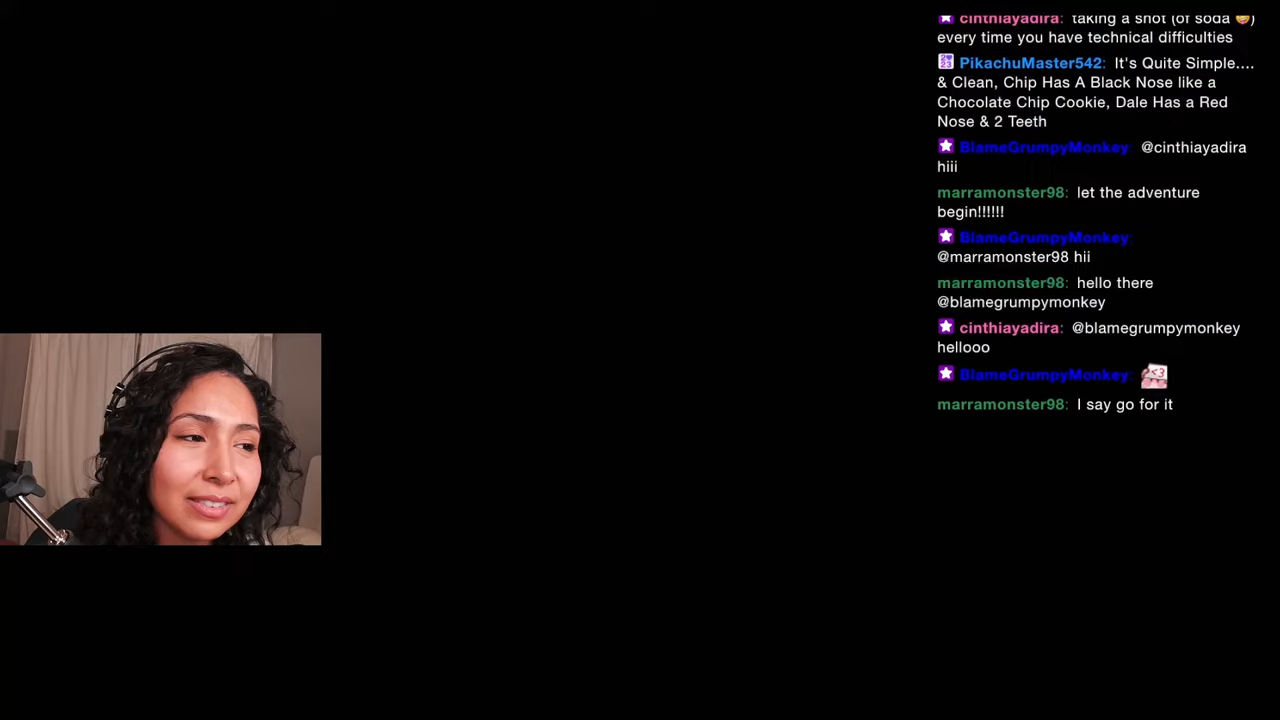 cinthiayadira: taking a shot (of soda 😁)
every time you have technical difficulties
PikachuMaster542: It's Quite Simple....
& Clean, Chip Has A Black Nose like a
Chocolate Chip Cookie, Dale Has a Red
Nose & 2 Teeth
BlameGrumpyMonkey: @cinthiayadira
hiii
marramonster98: let the adventure
begin!!!!!!
BlameGrumpyMonkey:
@marramonster98 hii
marramonster98: hello there
@blamegrumpymonkey
cinthiayadira: @blamegrumpymonkey
hellooo
BlameGrumpyMonkey: <3
marramonster98: I say go for it